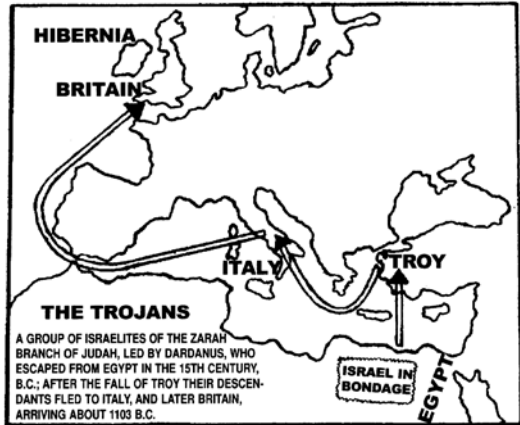 HIBERNIA
BRITAIN
ITALY
TROY
THE TROJANS
A GROUP OF ISRAELITES OF THE ZARAH
BRANCH OF JUDAH, LED BY DARDANUS, WHO
ESCAPED FROM EGYPT IN THE 15TH CENTURY,
B.C.; AFTER THE FALL OF TROY THEIR DESCEN-
DANTS FLED TO ITALY, AND LATER BRITAIN,
ARRIVING ABOUT 1103 B.C.
ISRAEL IN
BONDAGE
EGYPT